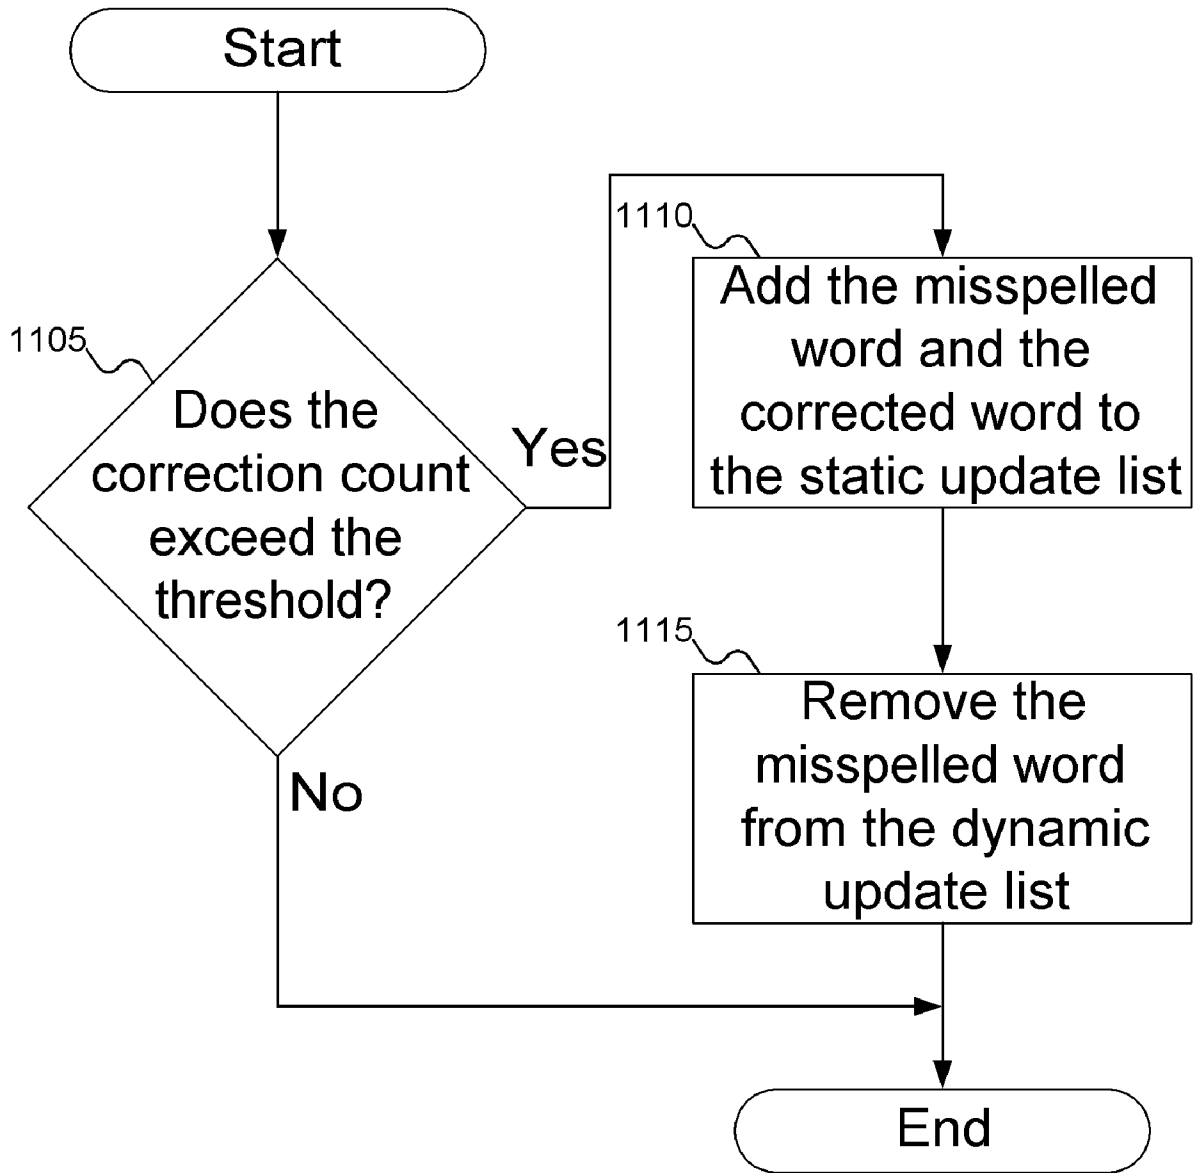 Start
1105
Does the
correction count
exceed the
threshold?
Yes
No
1110
Add the misspelled
word and the
corrected word to
the static update list
1115
Remove the
misspelled word
from the dynamic
update list
End